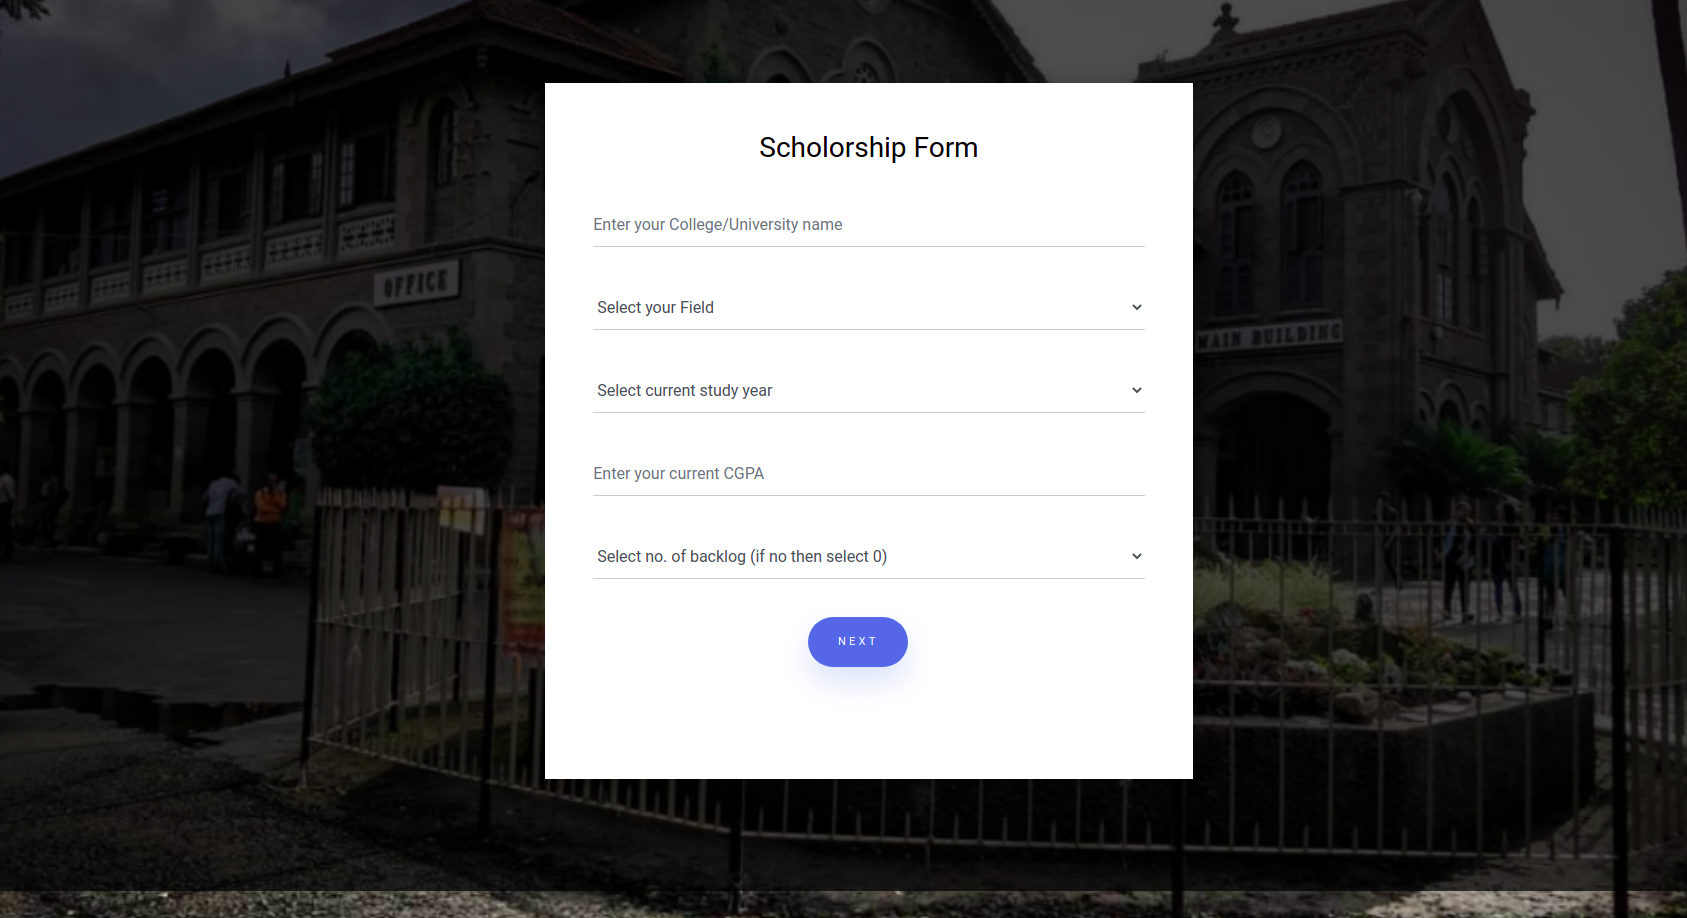 Scholorship Form
Enter your College/University name
Select your Field
Select current study year
Enter your current CGPA
Select no. of backlog (if no then select 0)
NEXT
OFFICE
MAIN BUILDING